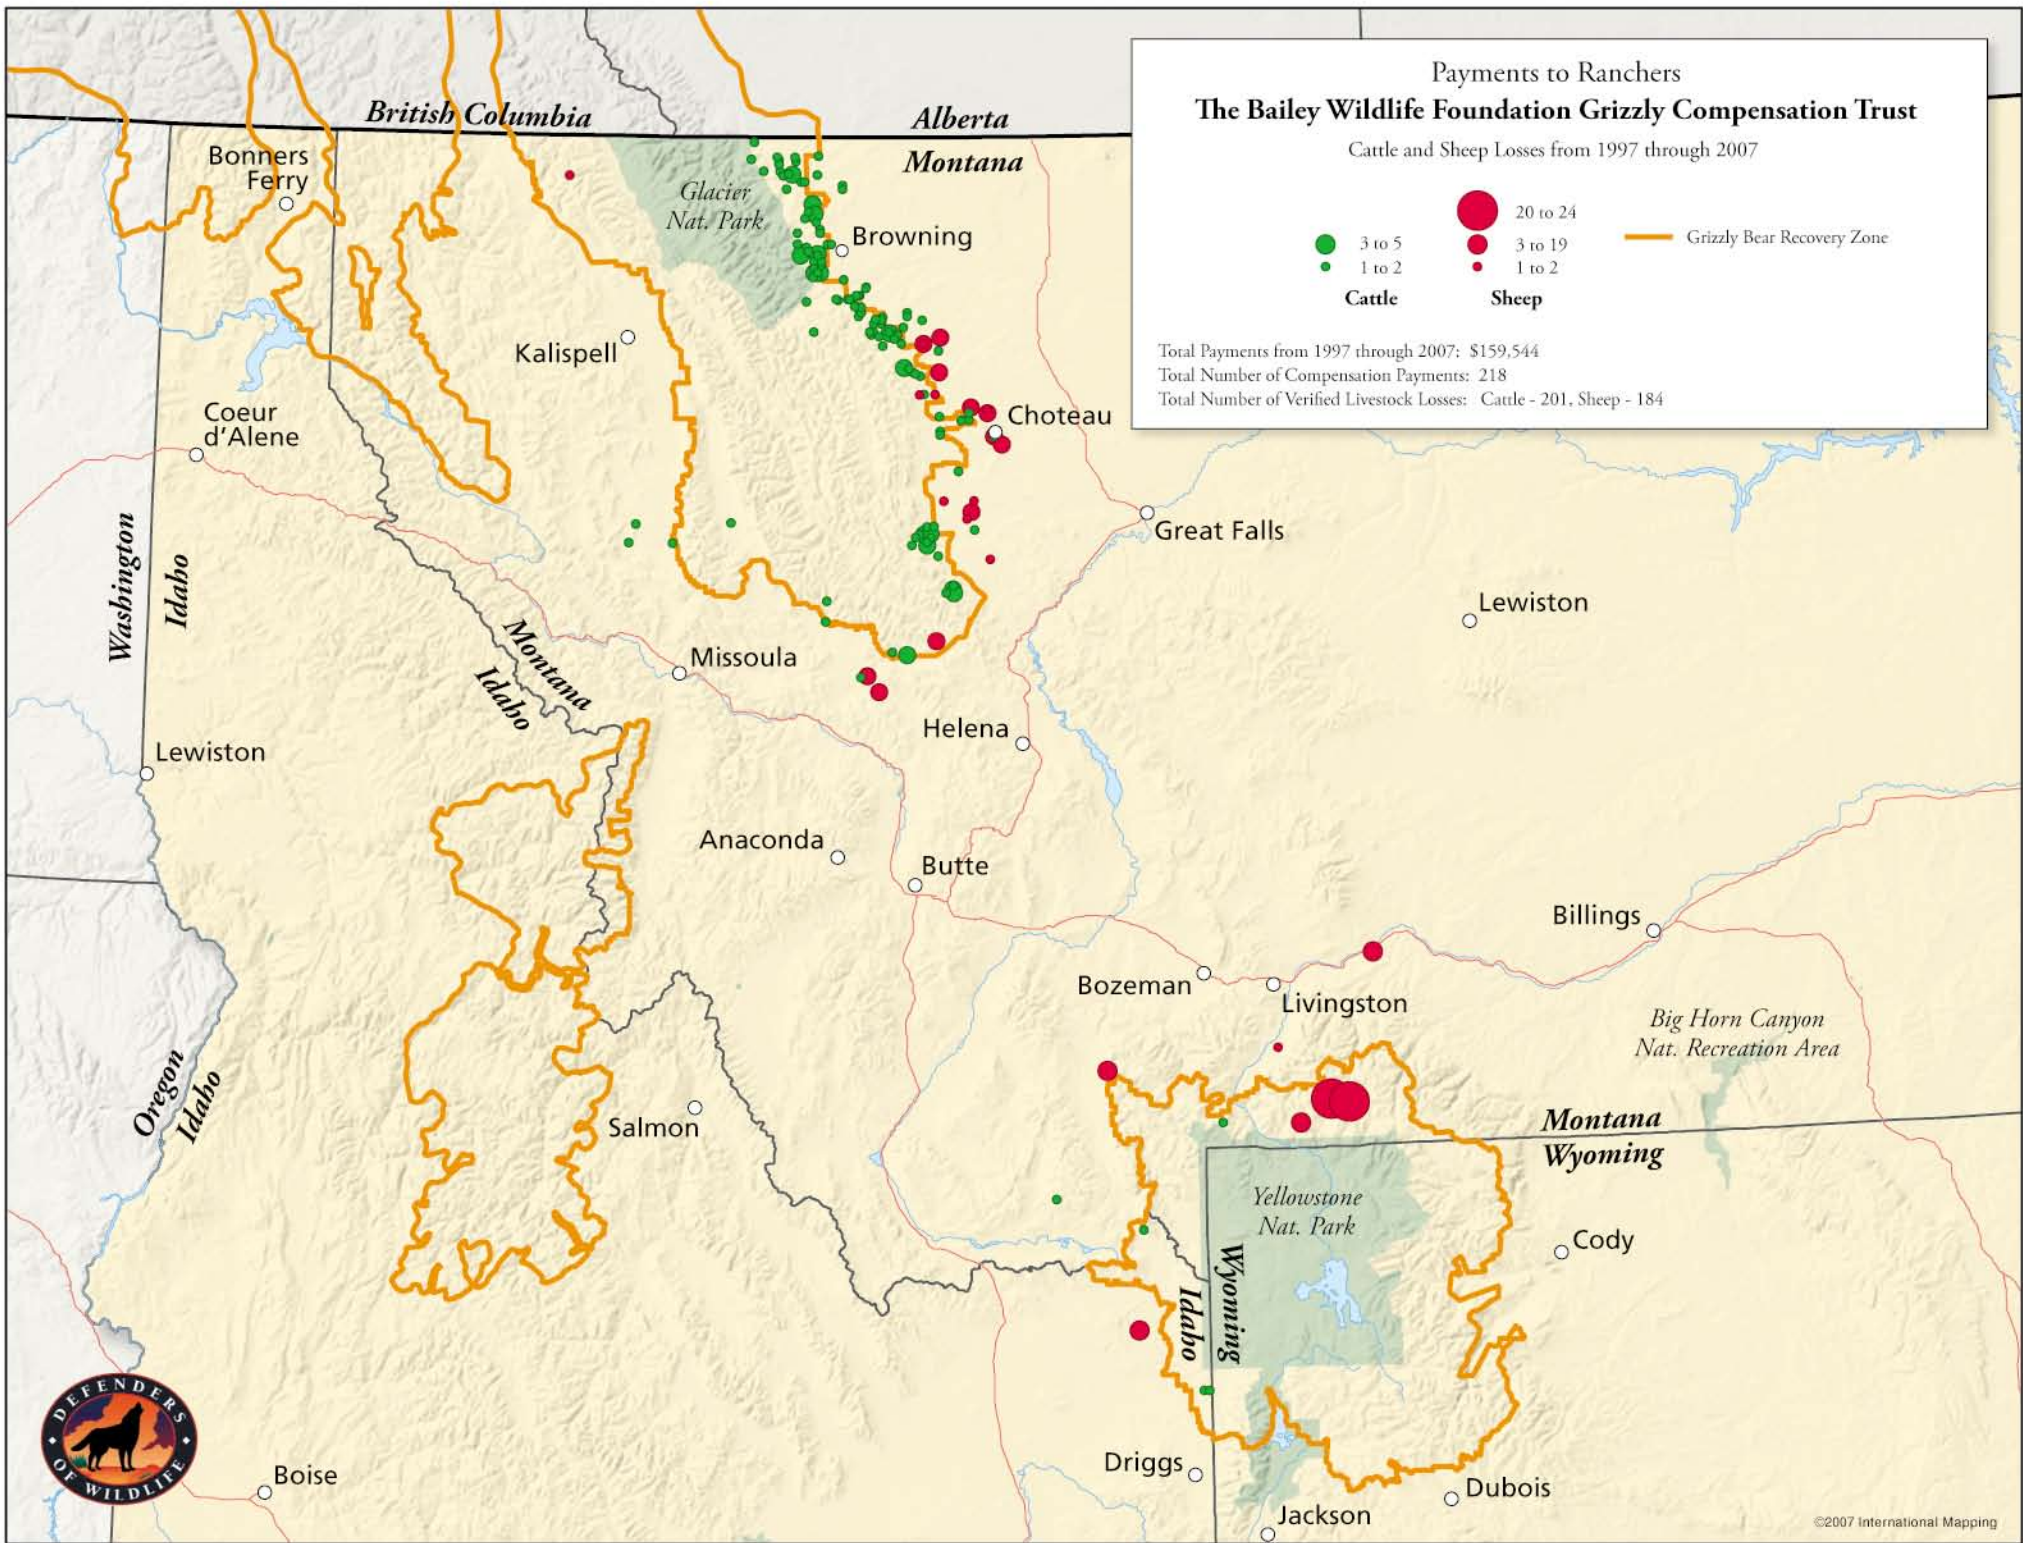 Payments to Ranchers
The Bailey Wildlife Foundation Grizzly Compensation Trust
Cattle and Sheep Losses from 1997 through 2007
20 to 24
3 to 5
3 to 19
1 to 2
1 to 2
Cattle
Sheep
Grizzly Bear Recovery Zone
Total Payments from 1997 through 2007: $159,544
Total Number of Compensation Payments: 218
Total Number of Verified Livestock Losses: Cattle - 201, Sheep - 184
British Columbia
Alberta
Montana
Bonners
Ferry
Glacier
Nat. Park
Browning
Kalispell
Coeur
d'Alene
Choteau
Great Falls
Washington
Idaho
Lewiston
Montana
Idaho
Missoula
Helena
Lewiston
Anaconda
Butte
Billings
Bozeman
Livingston
Big Horn Canyon
Nat. Recreation Area
Oregon
Idaho
Salmon
Montana
Wyoming
Yellowstone
Nat. Park
Cody
Idaho
Wyoming
DEFENDERS
OF WILDLIFE
Boise
Driggs
Dubois
Jackson
©2007 International Mapping